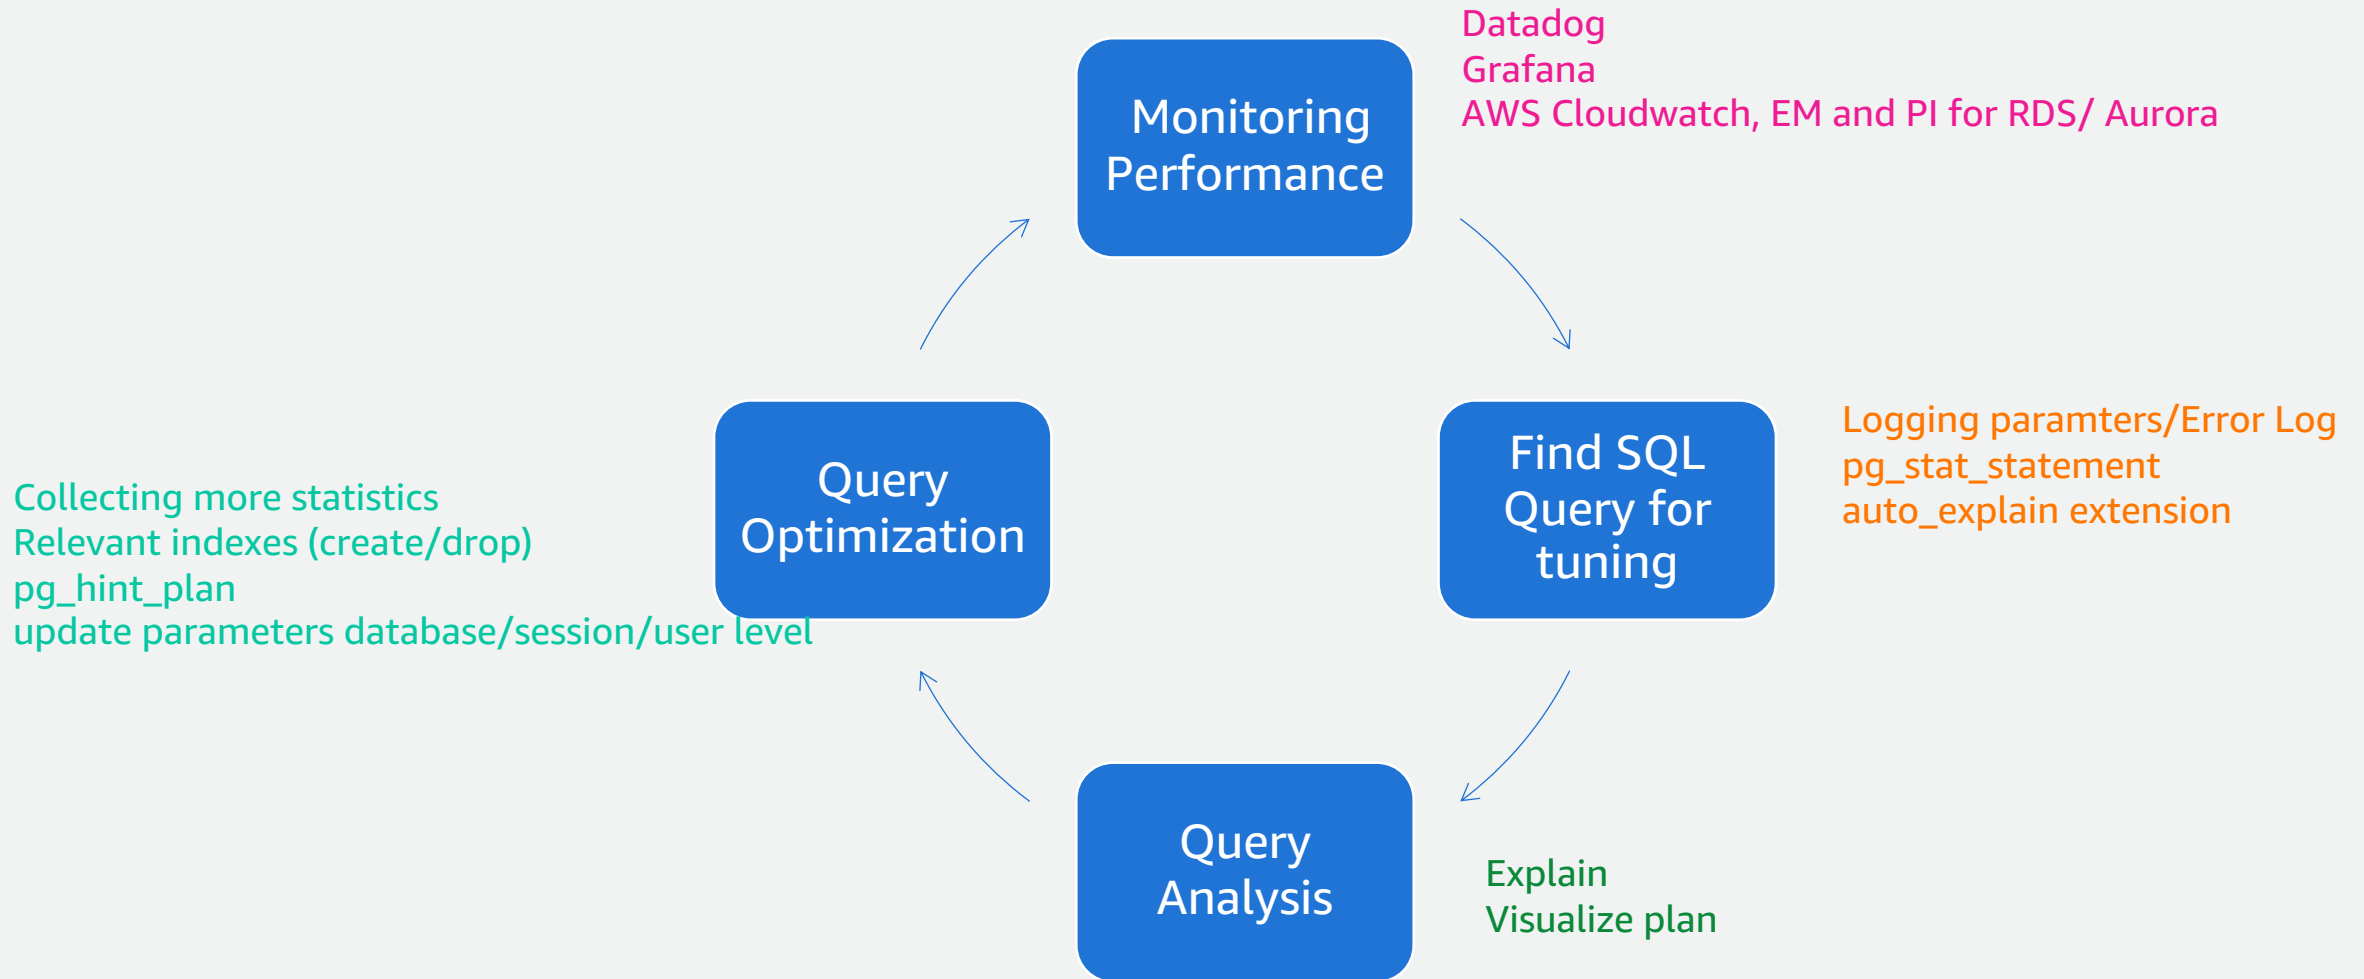 Datadog
Grafana
AWS Cloudwatch, EM and PI for RDS/ Aurora
Monitoring
Performance
Find SQL
Query for
tuning
Logging paramters/Error Log
pg_stat_statement
auto_explain extension
Query
Analysis
Explain
Visualize plan
Query
Optimization
Collecting more statistics
Relevant indexes (create/drop)
pg_hint_plan
update parameters database/session/user level